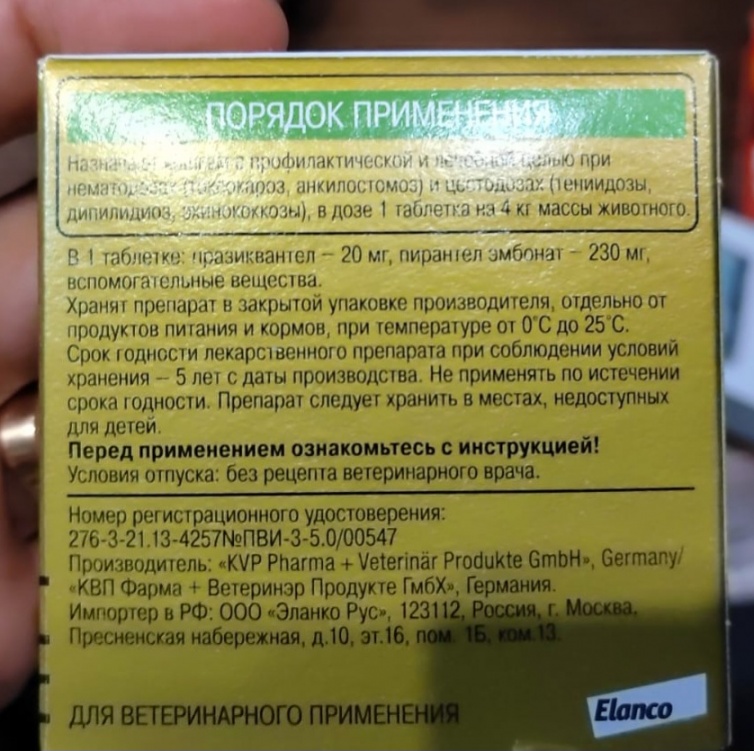 ПОРЯДОК ПРИМЕНЕНИЯ
профилактической и лечебной целью при
нематодозах (токсокароз, анкилостомоз) и цестодозах (тениидозы,
дипилидиоз, эхинококкозы), в дозе 1 таблетка на 4 кг массы животного.
В 1 таблетке: празиквантел – 20 мг, пирантел эмбонат – 230 мг,
вспомогательные вещества.
Хранят препарат в закрытой упаковке производителя, отдельно от
продуктов питания и кормов, при температуре от 0°С до 25°С.
Срок годности лекарственного препарата при соблюдении условий
хранения – 5 лет с даты производства. Не применять по истечении
срока годности. Препарат следует хранить в местах, недоступных
для детей.
Перед применением ознакомьтесь с инструкцией!
Условия отпуска: без рецепта ветеринарного врача.
Номер регистрационного удостоверения:
276-3-21.13-4257№ПВИ-3-5.0/00547
Производитель: «KVP Pharma + Veterinär Produkte GmbH», Germany/
«КВП Фарма + Ветеринэр Продукте ГмбХ», Германия.
Импортер в РФ: ООО «Эланко Рус», 123112, Россия, г. Москва,
Пресненская набережная, д.10, эт.16, пом. 1Б, ком.13.
ДЛЯ ВЕТЕРИНАРНОГО ПРИМЕНЕНИЯ
Elanco